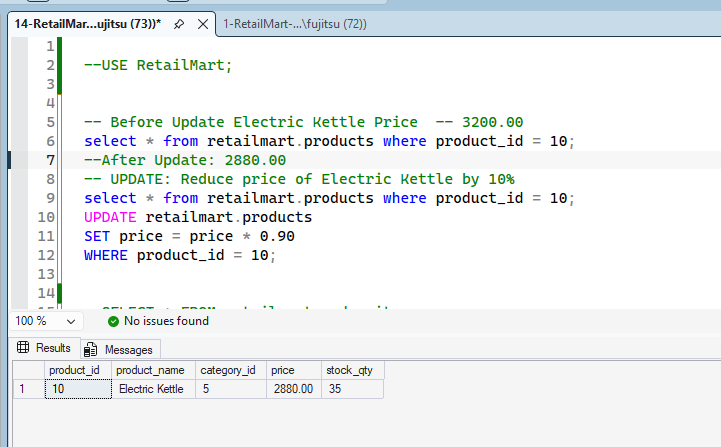 14-RetailMar...ujitsu (73))*
1-RetailMart-...\fujitsu (72))
1
2 --USE RetailMart;
3
4
5 -- Before Update Electric Kettle Price  -- 3200.00
6 select * from retailmart.products where product_id = 10;
7 --After Update: 2880.00
8 -- UPDATE: Reduce price of Electric Kettle by 10%
9 select * from retailmart.products where product_id = 10;
10 UPDATE retailmart.products
11 SET price = price * 0.90
12 WHERE product_id = 10;
13
14
100 % No issues found
Results Messages
product_id product_name category_id price stock_qty
1 10 Electric Kettle 5 2880.00 35